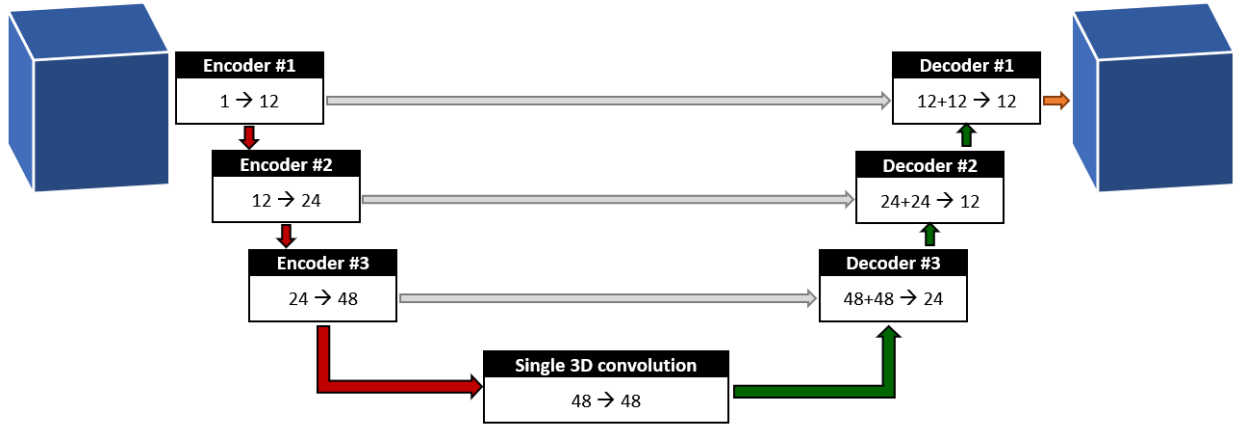 Encoder #1
1 → 12
Decoder #1
12+12 → 12
Encoder #2
12 → 24
Decoder #2
24+24 → 12
Encoder #3
24 → 48
Decoder #3
48+48 → 24
Single 3D convolution
48 → 48